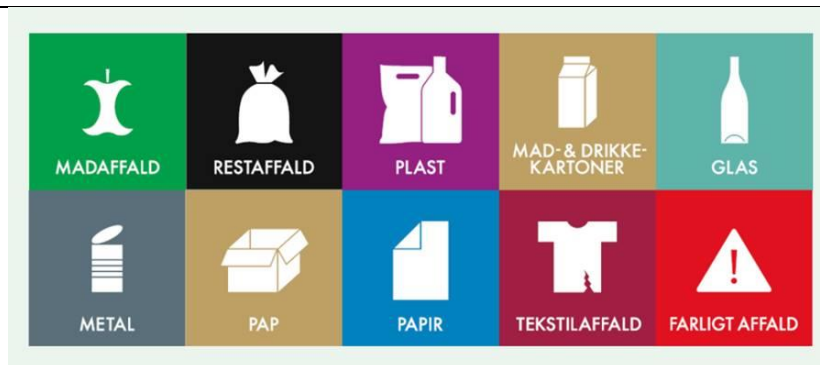 MADAFFALD
RESTAFFALD
PLAST
MAD- & DRIKKE-
KARTONER
GLAS
METAL
PAP
PAPIR
TEKSTILAFFALD
FARLIGT AFFALD